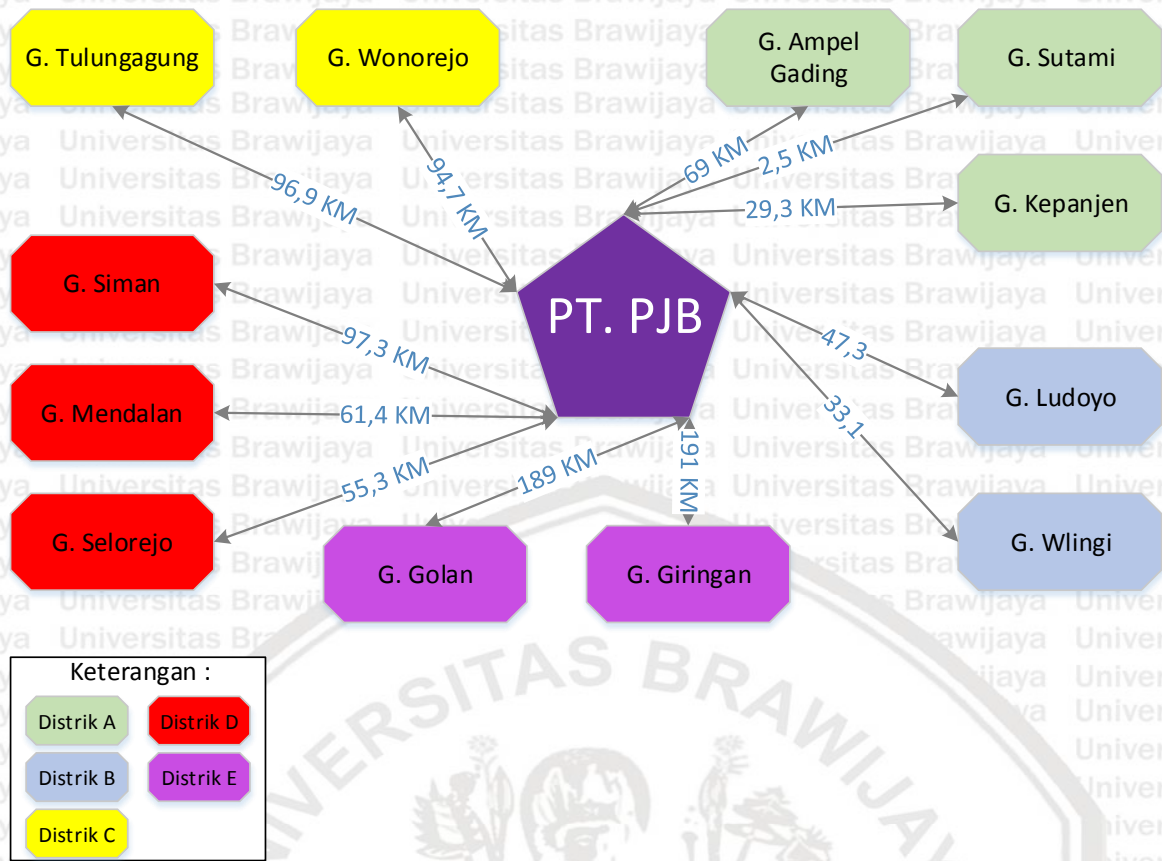 G. Tulungagung
G. Wonorejo
G. Ampel
Gading
G. Sutami
69 KM
2,5 KM
94,7 KM
96,9 KM
29,3 KM
G. Kepanjen
G. Siman
PT. PJB
97,3 KM
47,3
G. Mendalan
61,4 KM
G. Ludoyo
33,1
55,3 KM
189 KM
191 KM
G. Selorejo
G. Golan
G. Giringan
G. Wlingi
Keterangan :
Distrik A
Distrik D
Distrik B
Distrik E
Distrik C
UNIVERSITAS BRAWIJAYA